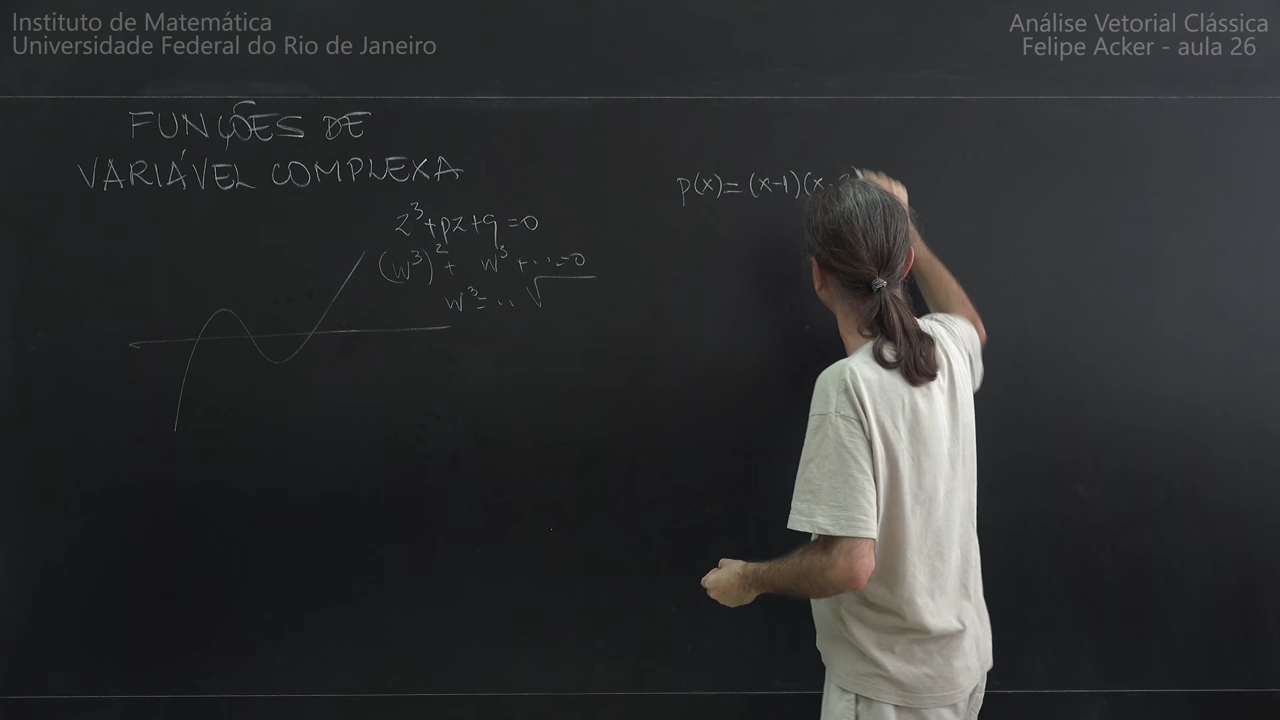 Instituto de Matemática
Universidade Federal do Rio de Janeiro
Análise Vetorial Clássica
Felipe Acker - aula 26
FUNÇÕES DE
VARIÁVEL COMPLEXA
z³+pz+q=0
(w³)²+ w³+...=0
w³=..√
p(x)=(x-1)(x-